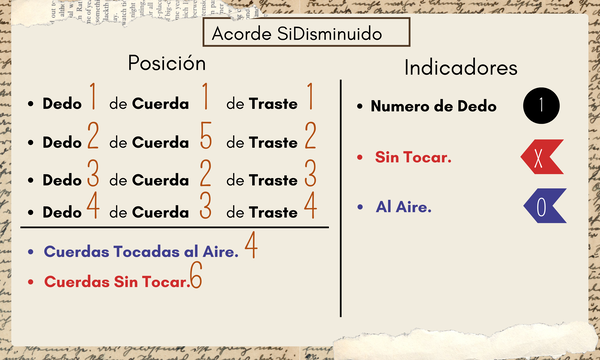 Acorde SiDisminuido
Posición
• Dedo 1 de Cuerda 1 de Traste 1
• Dedo 2 de Cuerda 5 de Traste 2
• Dedo 3 de Cuerda 2 de Traste 3
• Dedo 4 de Cuerda 3 de Traste 4
• Cuerdas Tocadas al Aire. 4
• Cuerdas Sin Tocar. 6
Indicadores
• Numero de Dedo 1
• Sin Tocar. X
• Al Aire. 0